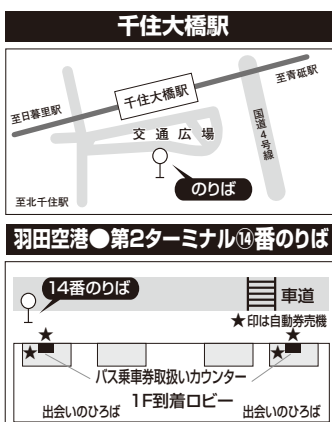 千住大橋駅
至青砥駅
千住大橋駅
至日暮里駅
交通広場
国道4号線
のりば
至北千住駅
羽田空港●第2ターミナル⑭番のりば
14番のりば
車道
★印は自動券売機
★ ★
★ ★
バス乗車券取扱いカウンター
1F到着ロビー
出会いのひろば 出会いのひろば